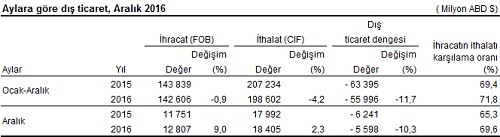 Aylara göre dış ticaret, Aralık 2016 ( Milyon ABD $)
İhracat (FOB) İthalat (CIF) Dış ticaret dengesi İhracatın ithalatı karşılama oranı
Değişim Değişim Değişim
Aylar Yıl Değer (%) Değer (%) Değer (%) (%)
Ocak-Aralık 2015 143 839 207 234 - 63 395 69,4
2016 142 606 -0,9 198 602 -4,2 - 55 996 -11,7 71,8
Aralık 2015 11 751 17 992 - 6 241 65,3
2016 12 807 9,0 18 405 2,3 - 5 598 -10,3 69,6